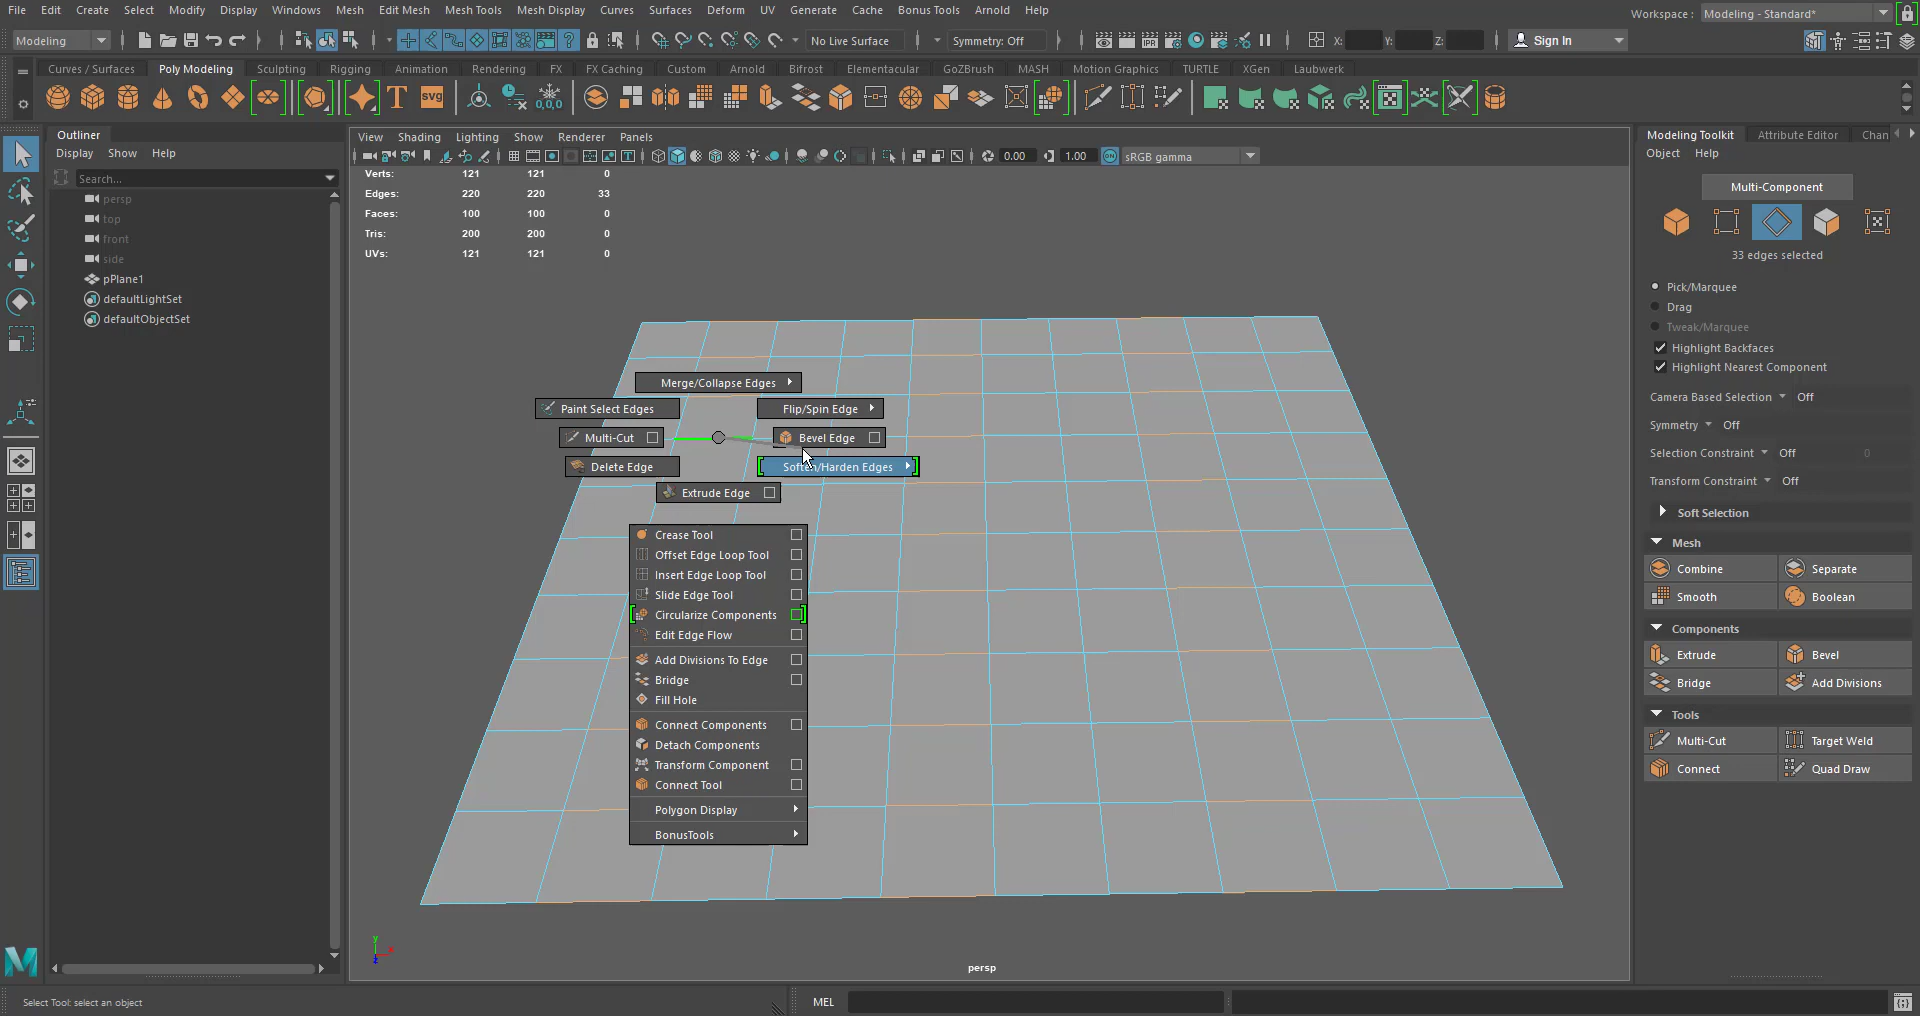 File Edit Create Select Modify Display Windows Mesh Edit Mesh Mesh Tools Mesh Display Curves Surfaces Deform UV Generate Cache Bonus Tools Arnold Help
Workspace : Modeling - Standard*
Modeling No Live Surface Symmetry: Off X: Y: Z: Sign In
Curves / Surfaces Poly Modeling Sculpting Rigging Animation Rendering FX FX Caching Custom Arnold Bifrost Elementacular GoZBrush MASH Motion Graphics TURTLE XGen Laubwerk
T SVG 0,0,0
Outliner
Display Show Help
Search...
persp
top
front
side
pPlane1
defaultLightSet
defaultObjectSet
View Shading Lighting Show Renderer Panels
0.00 1.00 ON sRGB gamma
Verts: 121 121 0
Edges: 220 220 33
Faces: 100 100 0
Tris: 200 200 0
UVs: 121 121 0
Merge/Collapse Edges
Paint Select Edges Flip/Spin Edge
Multi-Cut Bevel Edge
Delete Edge Soften/Harden Edges
Extrude Edge
Crease Tool
Offset Edge Loop Tool
Insert Edge Loop Tool
Slide Edge Tool
Circularize Components
Edit Edge Flow
Add Divisions To Edge
Bridge
Fill Hole
Connect Components
Detach Components
Transform Component
Connect Tool
Polygon Display
BonusTools
y
x
z
persp
Modeling Toolkit Attribute Editor Chan
Object Help
Multi-Component
33 edges selected
Pick/Marquee
Drag
Tweak/Marquee
Highlight Backfaces
Highlight Nearest Component
Camera Based Selection Off
Symmetry Off
Selection Constraint Off 0
Transform Constraint Off
Soft Selection
Mesh
Combine Separate
Smooth Boolean
Components
Extrude Bevel
Bridge Add Divisions
Tools
Multi-Cut Target Weld
Connect Quad Draw
Select Tool: select an object
MEL